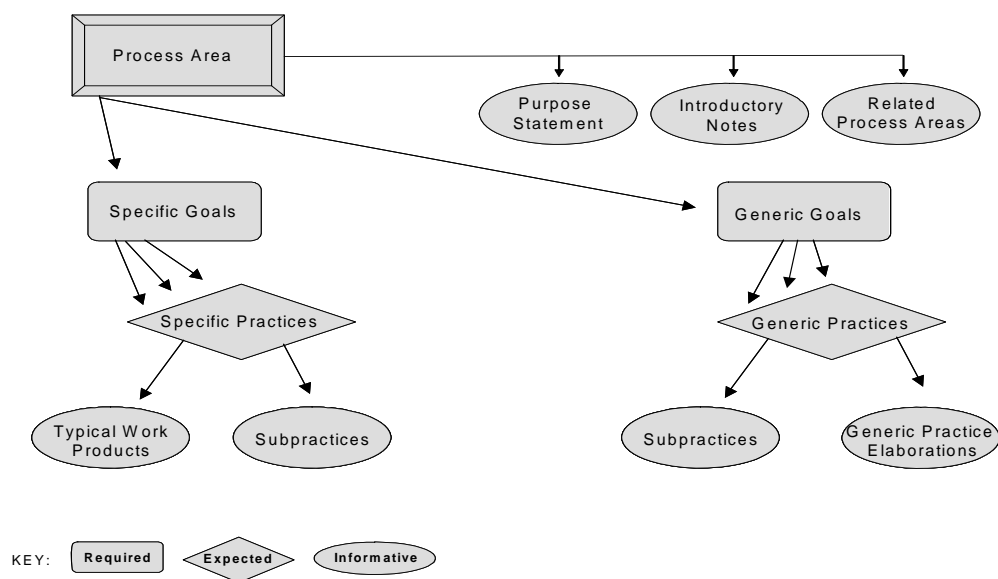 Process Area
Purpose
Statement
Introductory
Notes
Related
Process Areas
Specific Goals
Generic Goals
Specific Practices
Generic Practices
Typical Work
Products
Subpractices
Subpractices
Generic Practice
Elaborations
KEY:
Required
Expected
Informative